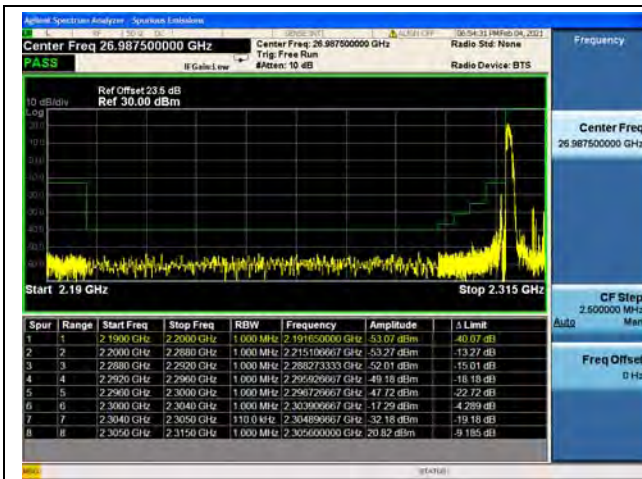 Agilent Spectrum Analyzer - Spurious Emissions
RF 50 Ω DC SENSE:INT ALIGN OFF 06:54:31 PM Feb 04, 2021
Center Freq 26.987500000 GHz Center Freq: 26.987500000 GHz Radio Std: None
Trig: Free Run
PASS IFGain:Low #Atten: 10 dB Radio Device: BTS
Ref Offset 23.5 dB
10 dB/div Ref 30.00 dBm
Log
Start 2.19 GHz Stop 2.315 GHz
Spur Range Start Freq Stop Freq RBW Frequency Amplitude Δ Limit
1 1 2.1900 GHz 2.2000 GHz 1.000 MHz 2.191650000 GHz -53.07 dBm -40.07 dB
2 2 2.2000 GHz 2.2880 GHz 1.000 MHz 2.215106667 GHz -53.27 dBm -13.27 dB
3 3 2.2880 GHz 2.2920 GHz 1.000 MHz 2.288273333 GHz -52.01 dBm -15.01 dB
4 4 2.2920 GHz 2.2960 GHz 1.000 MHz 2.295926667 GHz -49.18 dBm -18.18 dB
5 5 2.2960 GHz 2.3000 GHz 1.000 MHz 2.296726667 GHz -47.72 dBm -22.72 dB
6 6 2.3000 GHz 2.3040 GHz 1.000 MHz 2.303906667 GHz -17.29 dBm -4.289 dB
7 7 2.3040 GHz 2.3050 GHz 110.0 kHz 2.304896667 GHz -32.18 dBm -19.18 dB
8 8 2.3050 GHz 2.3150 GHz 1.000 MHz 2.305600000 GHz 20.82 dBm -9.185 dB
MSG STATUS
Frequency
Center Freq
26.987500000 GHz
CF Step
2.500000 MHz
Auto Man
Freq Offset
0 Hz